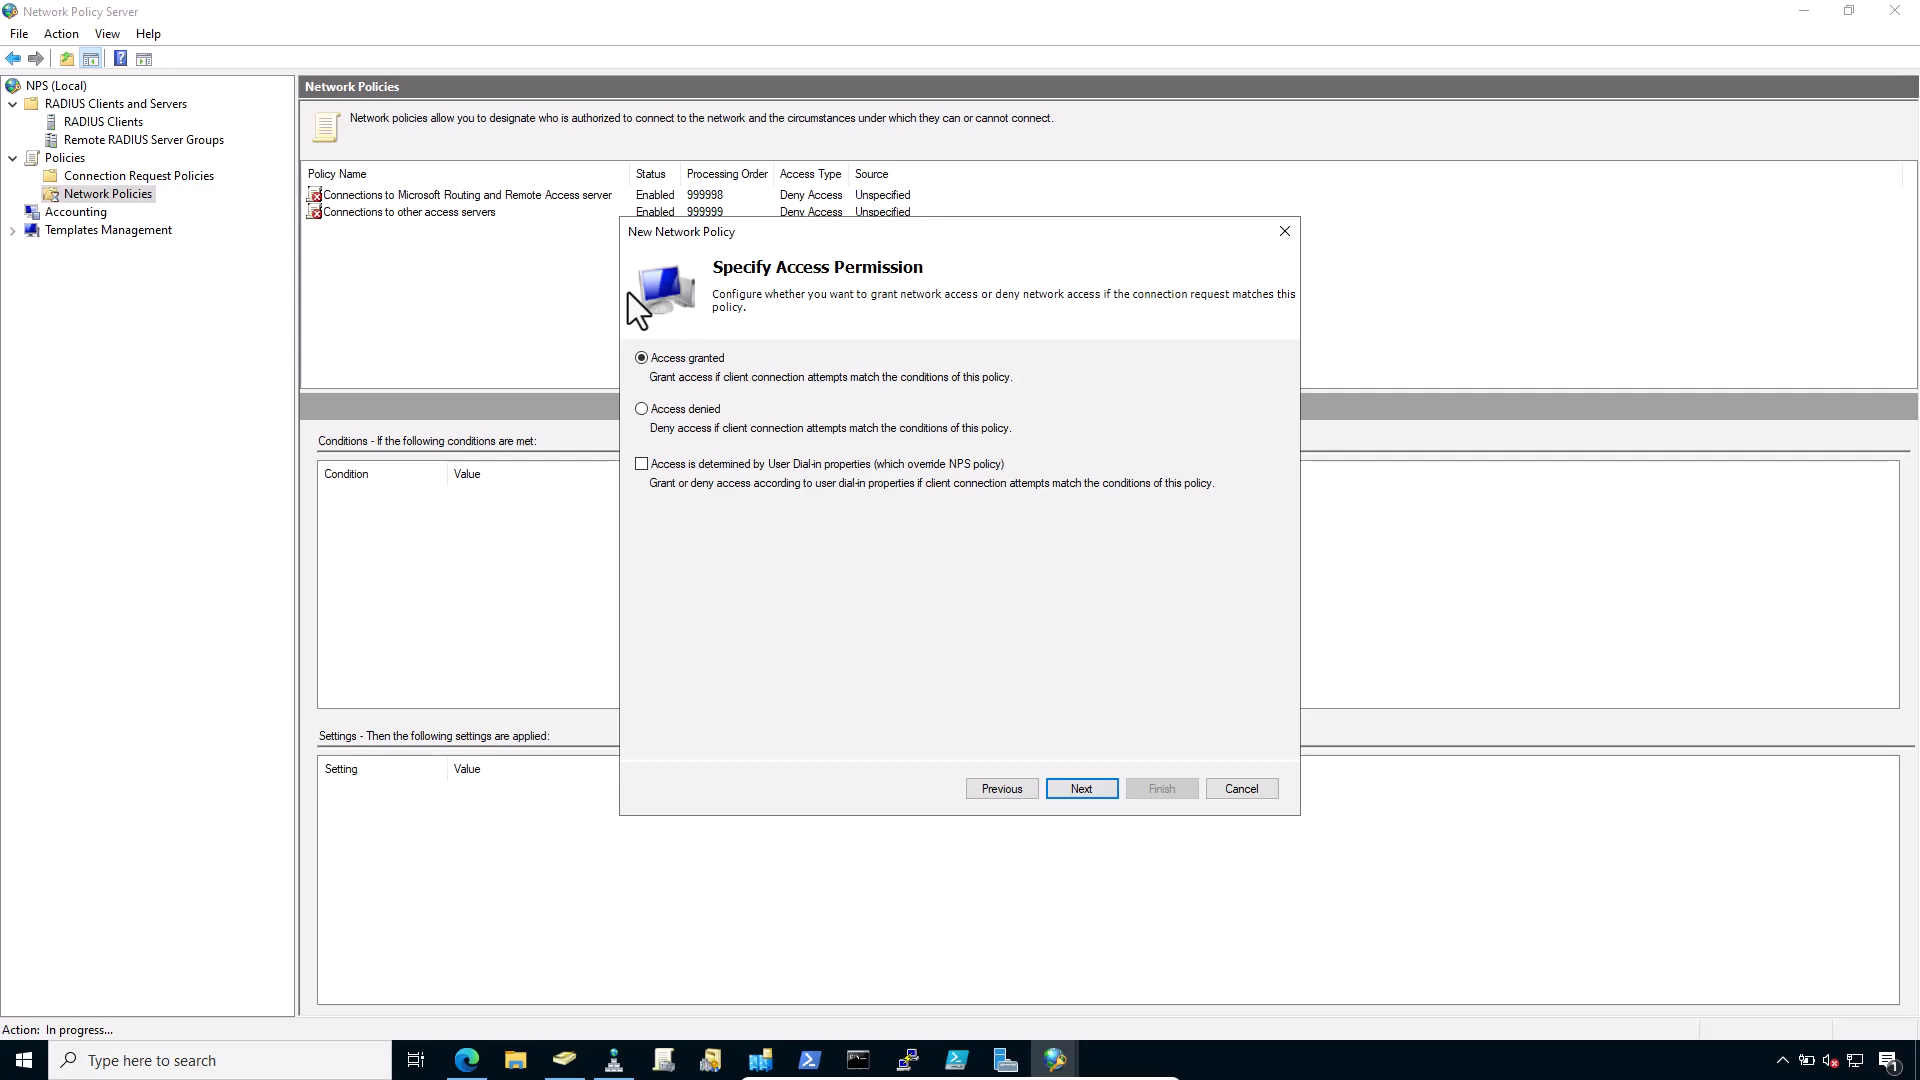 Network Policy Server
File Action View Help
NPS (Local)
RADIUS Clients and Servers
RADIUS Clients
Remote RADIUS Server Groups
Policies
Connection Request Policies
Network Policies
Accounting
Templates Management
Network Policies
Network policies allow you to designate who is authorized to connect to the network and the circumstances under which they can or cannot connect.
Policy Name Status Processing Order Access Type Source
Connections to Microsoft Routing and Remote Access server Enabled 999998 Deny Access Unspecified
Connections to other access servers Enabled 999999 Deny Access Unspecified
Conditions - If the following conditions are met:
Condition Value
Settings - Then the following settings are applied:
Setting Value
New Network Policy
Specify Access Permission
Configure whether you want to grant network access or deny network access if the connection request matches this
policy.
Access granted
Grant access if client connection attempts match the conditions of this policy.
Access denied
Deny access if client connection attempts match the conditions of this policy.
Access is determined by User Dial-in properties (which override NPS policy)
Grant or deny access according to user dial-in properties if client connection attempts match the conditions of this policy.
Previous Next Finish Cancel
Action: In progress...
Type here to search
1